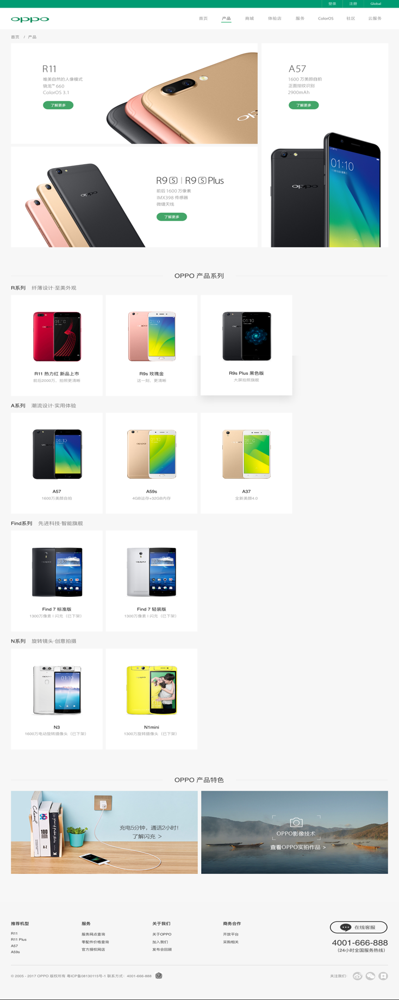 登录 注册 Global
oppo 首页 产品 商城 体验店 服务 ColorOS 社区 云服务
首页 / 产品
R11
唯美自然的人像模式
骁龙™ 660
ColorOS 3.1
了解更多
oppo
A57
1600 万美颜自拍
正面指纹识别
2900mAh
了解更多
oppo
01:10
R9 S | R9 S Plus
前后 1600 万像素
IMX398 传感器
微缝天线
了解更多
oppo
OPPO 产品系列
R系列 纤薄设计·至美外观
R11 热力红 新品上市
前后2000万，拍照更清晰
R9s 玫瑰金
这一刻，更清晰
R9s Plus 黑色版
大屏拍照旗舰
A系列 潮流设计·实用体验
A57
1600万美颜自拍
A59s
4GB运存+32GB内存
A37
全新美颜4.0
Find系列 先进科技·智能旗舰
Find 7 标准版
1300万像素 I 闪充（已下架）
Find 7 轻装版
1300万像素 I 闪充（已下架）
N系列 旋转镜头·创意拍摄
N3
1600万电动旋转摄像头（已下架）
N1mini
1300万旋转摄像头（已下架）
OPPO 产品特色
充电5分钟，通话2小时！
了解闪充 >
Chanel
100
A-Z
OPPO影像技术
查看OPPO实拍作品 >
推荐机型
R11
R11 Plus
A57
A59s
服务
服务网点查询
零配件价格查询
官方授权网店
关于我们
关于OPPO
加入我们
发布会回顾
商务合作
开放平台
采购相关
在线客服
4001-666-888
（24小时全国服务热线）
© 2005 - 2017 OPPO 版权所有 粤ICP备08130115号-1 联系方式：4001-666-888
关注我们：